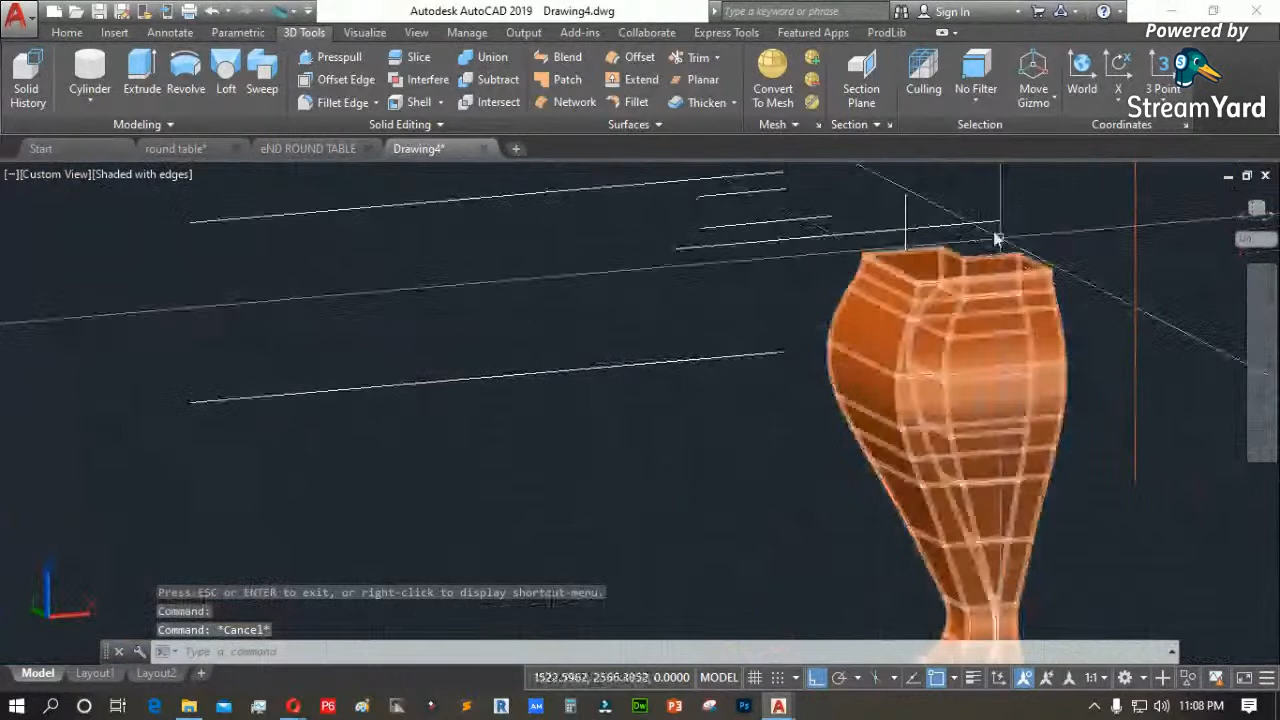 Autodesk AutoCAD 2019 Drawing4.dwg
Type a keyword or phrase
Sign In
Powered by
StreamYard
Home Insert Annotate Parametric 3D Tools Visualize View Manage Output Add-ins Collaborate Express Tools Featured Apps ProdLib
Solid History
Cylinder
Extrude
Revolve
Loft
Sweep
Presspull
Offset Edge
Fillet Edge
Slice
Interfere
Shell
Union
Subtract
Intersect
Blend
Patch
Network
Offset
Extend
Fillet
Trim
Planar
Thicken
Convert To Mesh
Section Plane
Culling
No Filter
Move Gizmo
World
X
3 Point
Modeling Solid Editing Surfaces Mesh Section Selection Coordinates
Start round table* eND ROUND TABLE Drawing4*
[−][Custom View][Shaded with edges]
Un
Press ESC or ENTER to exit, or right-click to display shortcut-menu.
Command:
Command: *Cancel*
Type a command
Model Layout1 Layout2
MODEL
1:1
11:08 PM